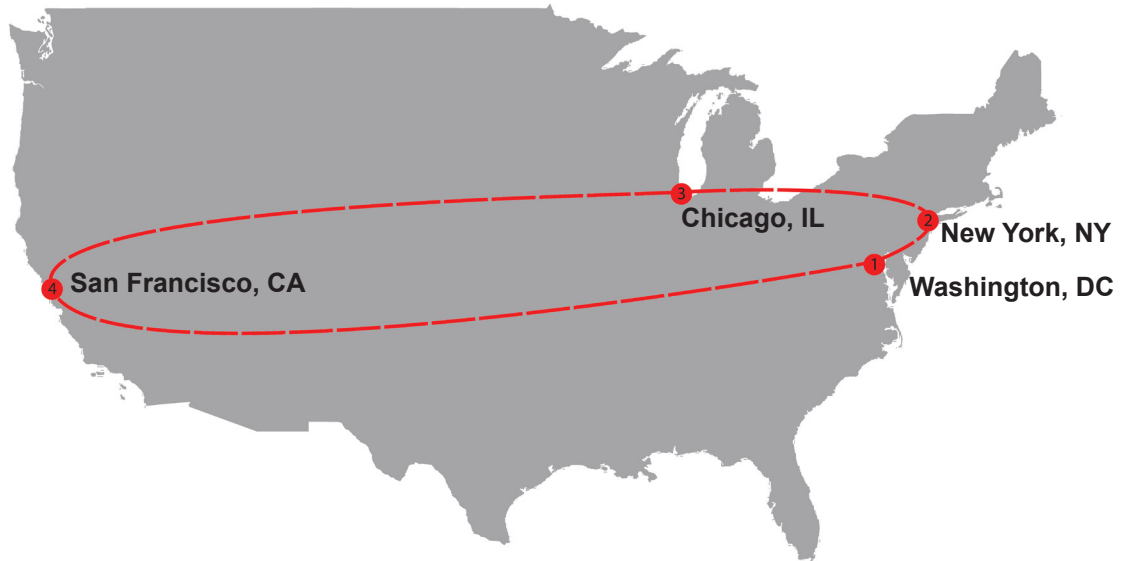 3
Chicago, IL
2
New York, NY
1
Washington, DC
4
San Francisco, CA